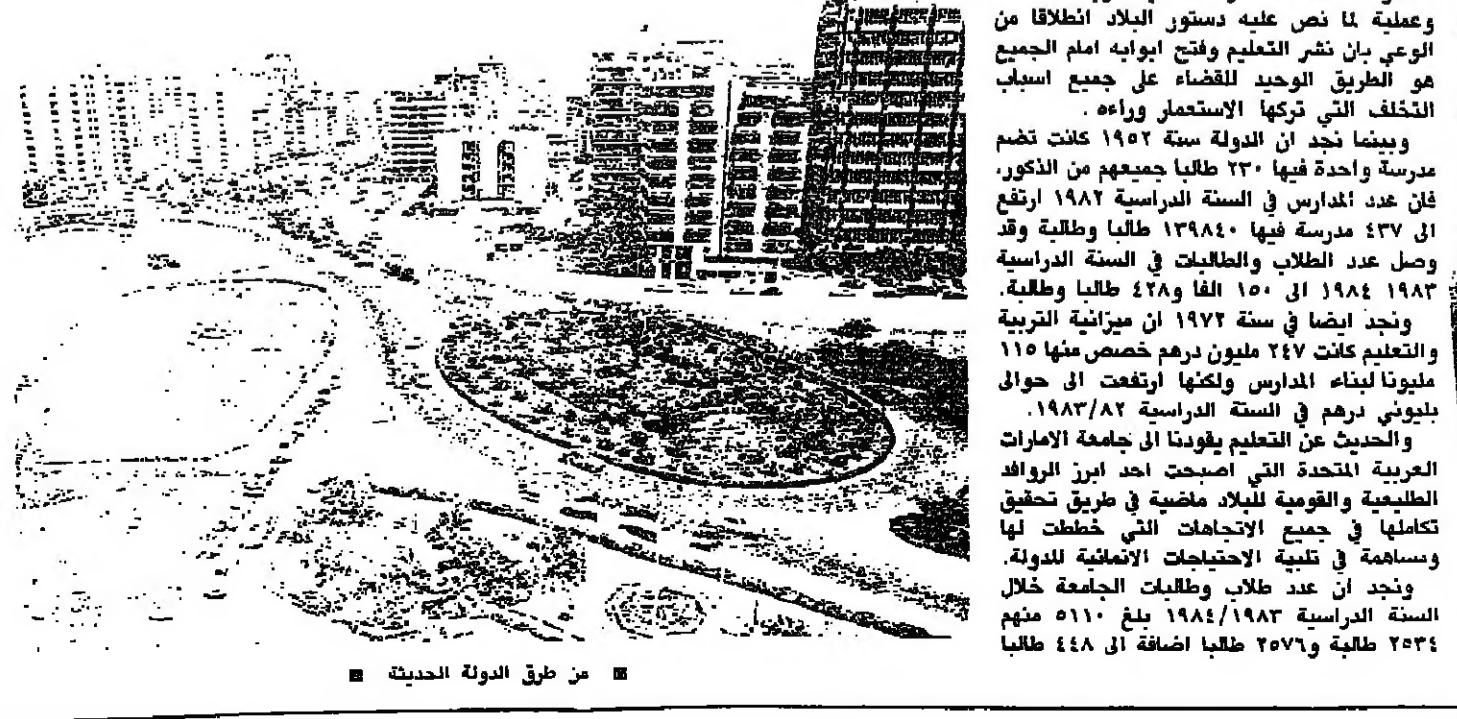 وعملية لما نص عليه دستور البلاد انطلاقا من
الوعي بان نشر التعليم وفتح ابوابه امام الجميع
هو الطريق الوحيد للقضاء على جميع اسباب
التخلف التي تركها الاستعمار وراءه .
وبينما نجد ان الدولة سنة ١٩٥٢ كانت تضم
مدرسة واحدة فيها ٢٣٠ طالبا جميعهم من الذكور،
فان عدد المدارس في السنة الدراسية ١٩٨٢ ارتفع
الى ٤٣٧ مدرسة فيها ١٣٩٨٤٠ طالبا وطالبة وقد
وصل عدد الطلاب والطالبات في السنة الدراسية
١٩٨٣ ١٩٨٤ الى ١٥٠ الفا و٤٢٨ طالبا وطالبة.
ونجد ايضا في سنة ١٩٧٢ ان ميزانية التربية
والتعليم كانت ٢٤٧ مليون درهم خصص منها ١١٥
مليونا لبناء المدارس ولكنها ارتفعت الى حوالى
بليوني درهم في السنة الدراسية ١٩٨٣/٨٢.
والحديث عن التعليم يقودنا الى جامعة الامارات
العربية المتحدة التي اصبحت احد ابرز الروافد
الطليعية والقومية للبلاد ماضية في طريق تحقيق
تكاملها في جميع الاتجاهات التي خططت لها
ومساهمة في تلبية الاحتياجات الانمائية للدولة.
ونجد ان عدد طلاب وطالبات الجامعة خلال
السنة الدراسية ١٩٨٤/١٩٨٣ بلغ ٥١١٠ منهم
٢٥٣٤ طالبة و٢٥٧٦ طالبا اضافة الى ٤٤٨ طالبا
من طرق الدولة الحديثة